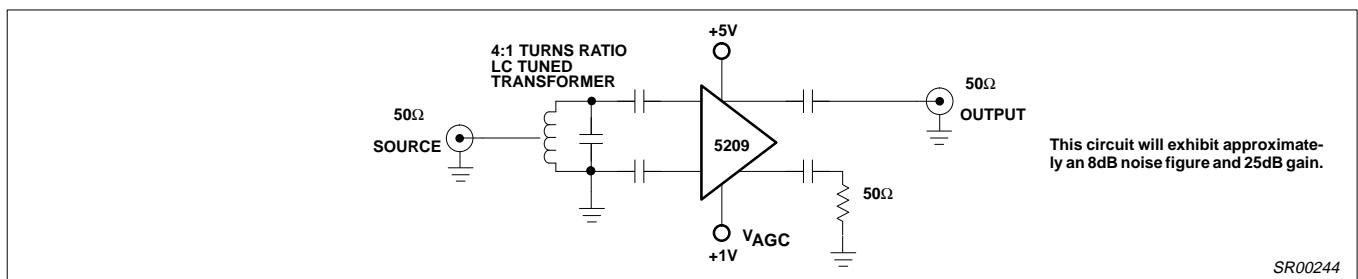 +5V
4:1 TURNS RATIO
LC TUNED
TRANSFORMER
50Ω
SOURCE
5209
50Ω
OUTPUT
This circuit will exhibit approximate-
ly an 8dB noise figure and 25dB gain.
50Ω
VAGC
+1V
SR00244